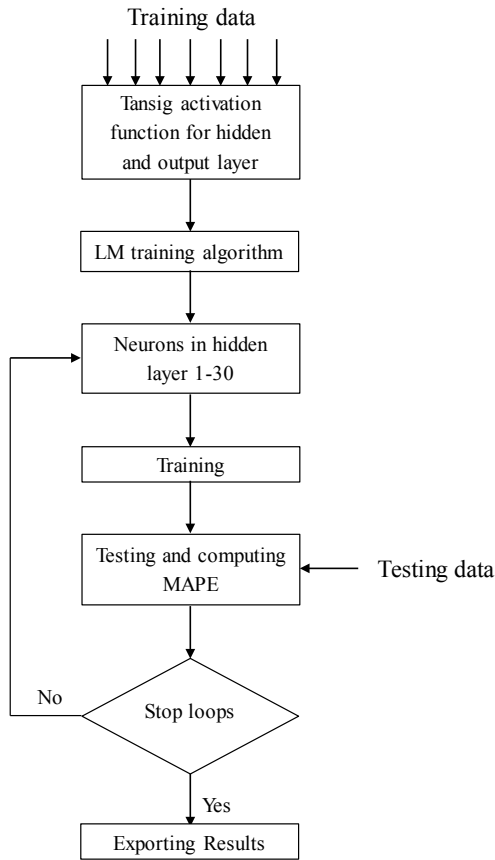 Training data
Tansig activation
function for hidden
and output layer
LM training algorithm
Neurons in hidden
layer 1-30
Training
Testing and computing
MAPE
Testing data
No
Stop loops
Yes
Exporting Results